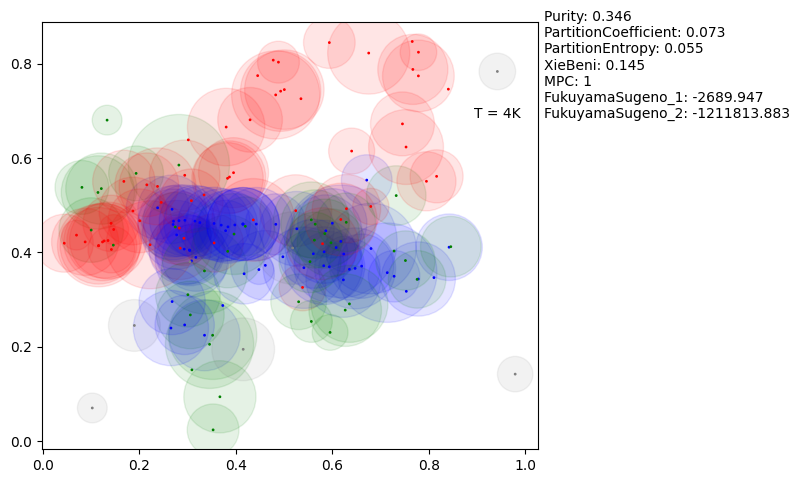 Purity: 0.346
PartitionCoefficient: 0.073
PartitionEntropy: 0.055
XieBeni: 0.145
MPC: 1
FukuyamaSugeno_1: -2689.947
FukuyamaSugeno_2: -1211813.883
T = 4K
0.8
0.6
0.4
0.2
0.0
0.0 0.2 0.4 0.6 0.8 1.0